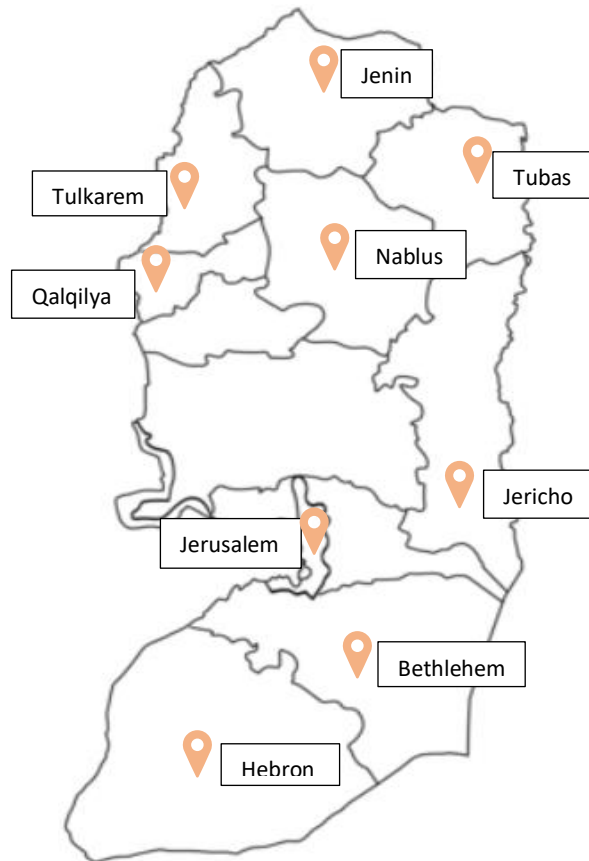 Jenin
Tubas
Tulkarem
Nablus
Qalqilya
Jericho
Jerusalem
Bethlehem
Hebron